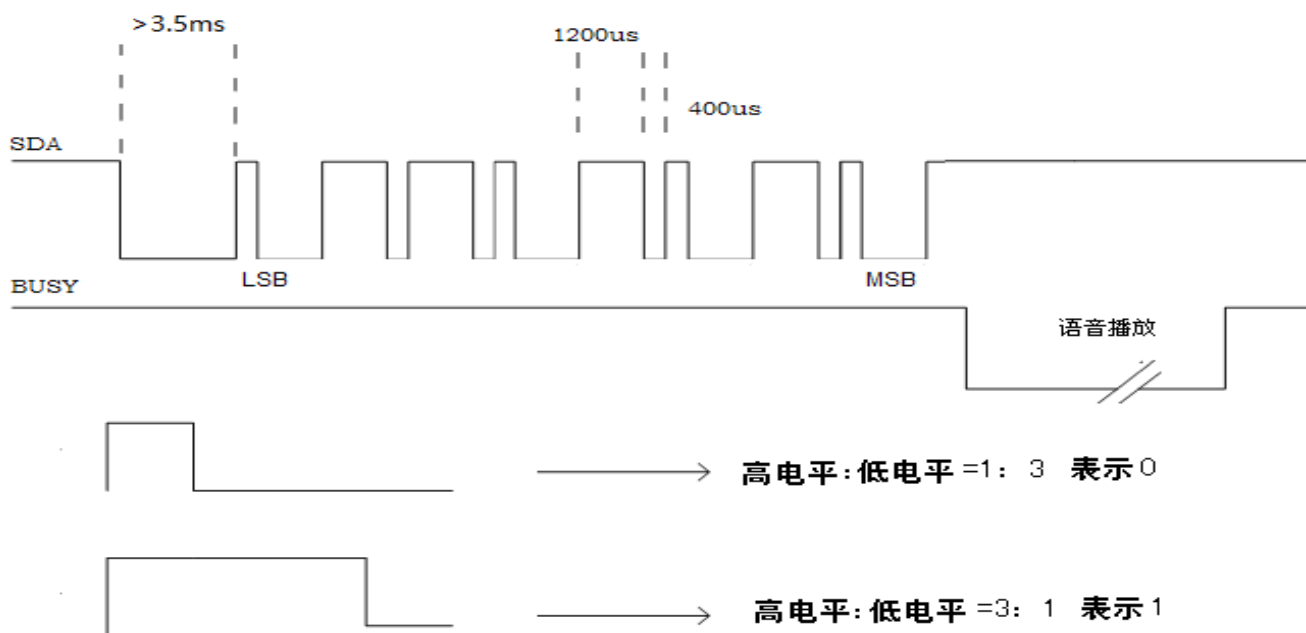 >3.5ms
1200us
400us
SDA
LSB
MSB
BUSY
语音播放
高电平:低电平=1: 3 表示0
高电平:低电平=3: 1 表示1